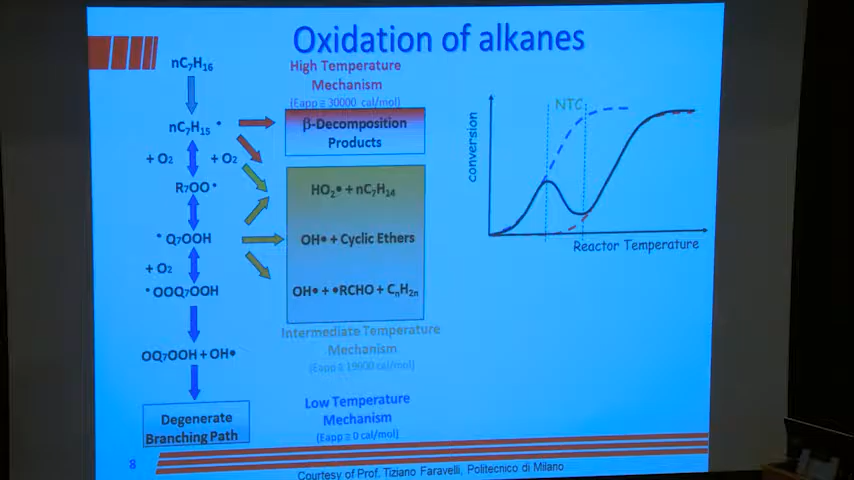 Oxidation of alkanes
nC₇H₁₆
nC₇H₁₅ •
+ O₂
+ O₂
R₇OO •
• Q₇OOH
+ O₂
• OOQ₇OOH
OQ₇OOH + OH•
Degenerate
Branching Path
High Temperature
Mechanism
(Eapp ≅ 30000 cal/mol)
β-Decomposition
Products
HO₂• + nC₇H₁₄
OH• + Cyclic Ethers
OH• + •RCHO + CₙH₂ₙ
Intermediate Temperature
Mechanism
(Eapp ≅ 19000 cal/mol)
Low Temperature
Mechanism
(Eapp ≅ 0 cal/mol)
NTC
conversion
Reactor Temperature
8
Courtesy of Prof. Tiziano Faravelli, Politecnico di Milano